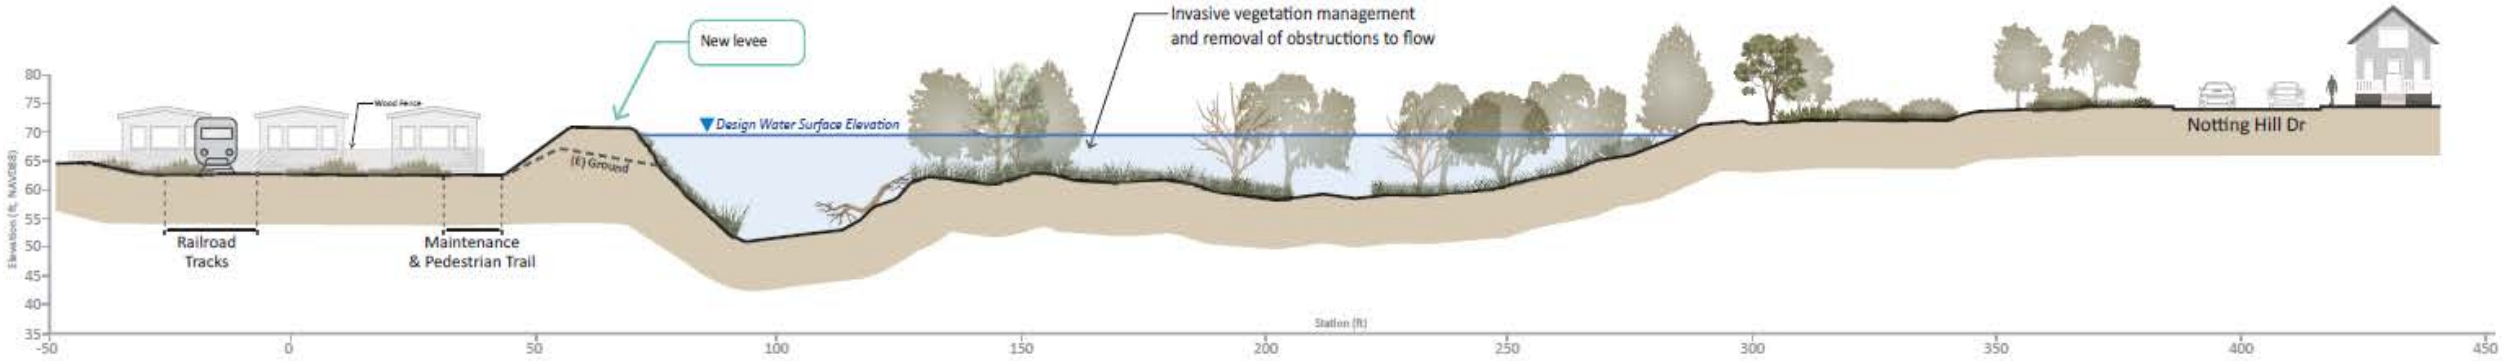 Invasive vegetation management
and removal of obstructions to flow
New levee
Wood Fence
Design Water Surface Elevation
(E) Ground
Notting Hill Dr
Railroad
Tracks
Maintenance
& Pedestrian Trail
Elevation (ft, NAVD88)
80
75
70
65
60
55
50
45
40
35
Station (ft)
-50 0 50 100 150 200 250 300 350 400 450